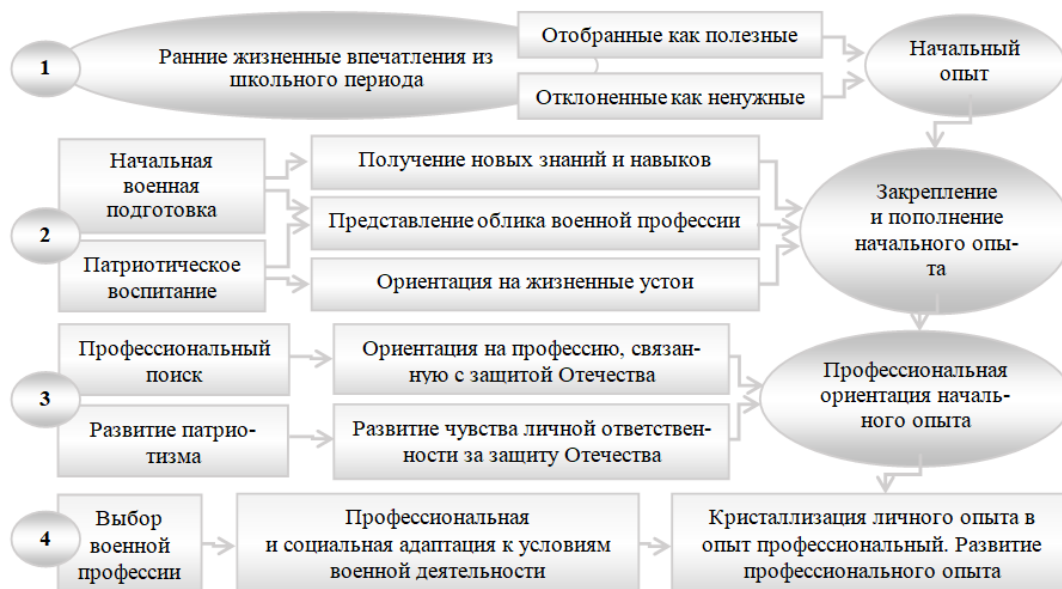 1
Ранние жизненные впечатления из
школьного периода
Отобранные как полезные
Отклоненные как ненужные
Начальный
опыт
2
Начальная
военная
подготовка
Патриотическое
воспитание
Получение новых знаний и навыков
Представление облика военной профессии
Ориентация на жизненные устои
Закрепление
и пополнение
начального опы-
та
3
Профессиональный
поиск
Развитие патрио-
тизма
Ориентация на профессию, связан-
ную с защитой Отечества
Развитие чувства личной ответствен-
ности за защиту Отечества
Профессиональная
ориентация началь-
ного опыта
4
Выбор
военной
профессии
Профессиональная
и социальная адаптация к условиям
военной деятельности
Кристаллизация личного опыта в
опыт профессиональный. Развитие
профессионального опыта